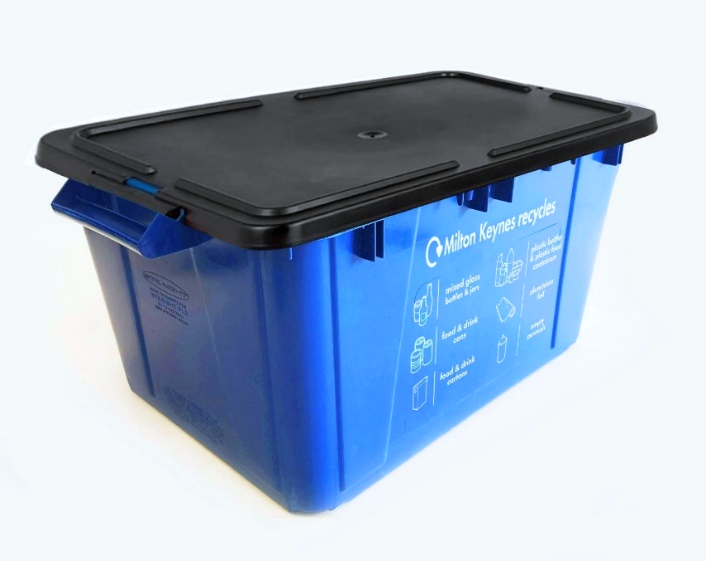 Milton Keynes recycles
mixed glass
bottles & jars
food & drink
cans
food & drink
cartons
plastic bottles
& plastic food
containers
aluminium
foil
empty
aerosols